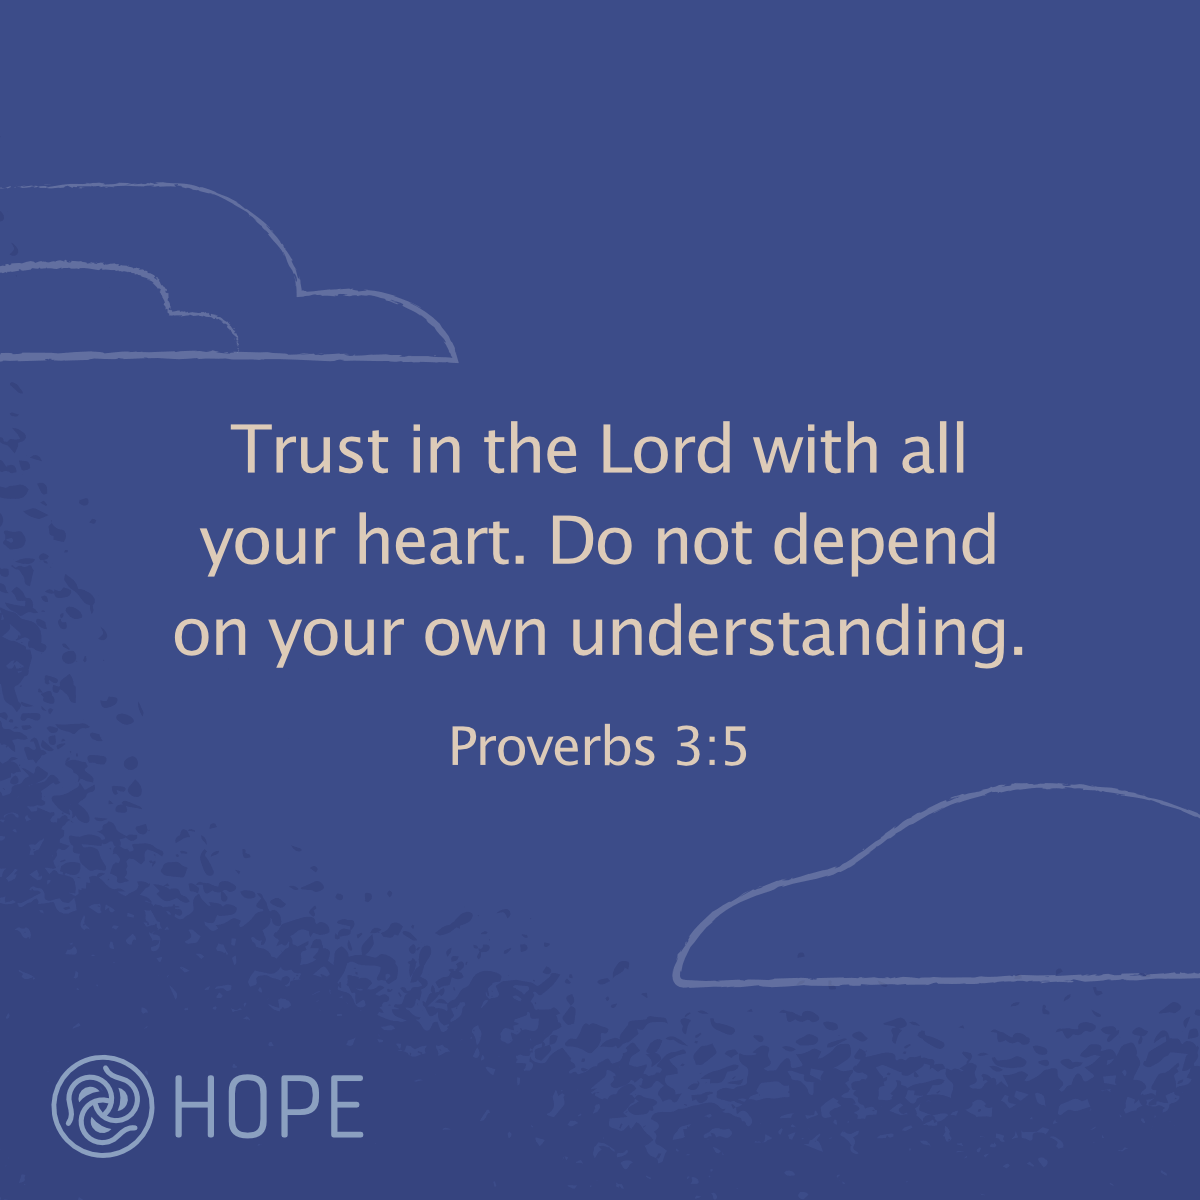 Trust in the Lord with all
your heart. Do not depend
on your own understanding.
Proverbs 3:5
HOPE